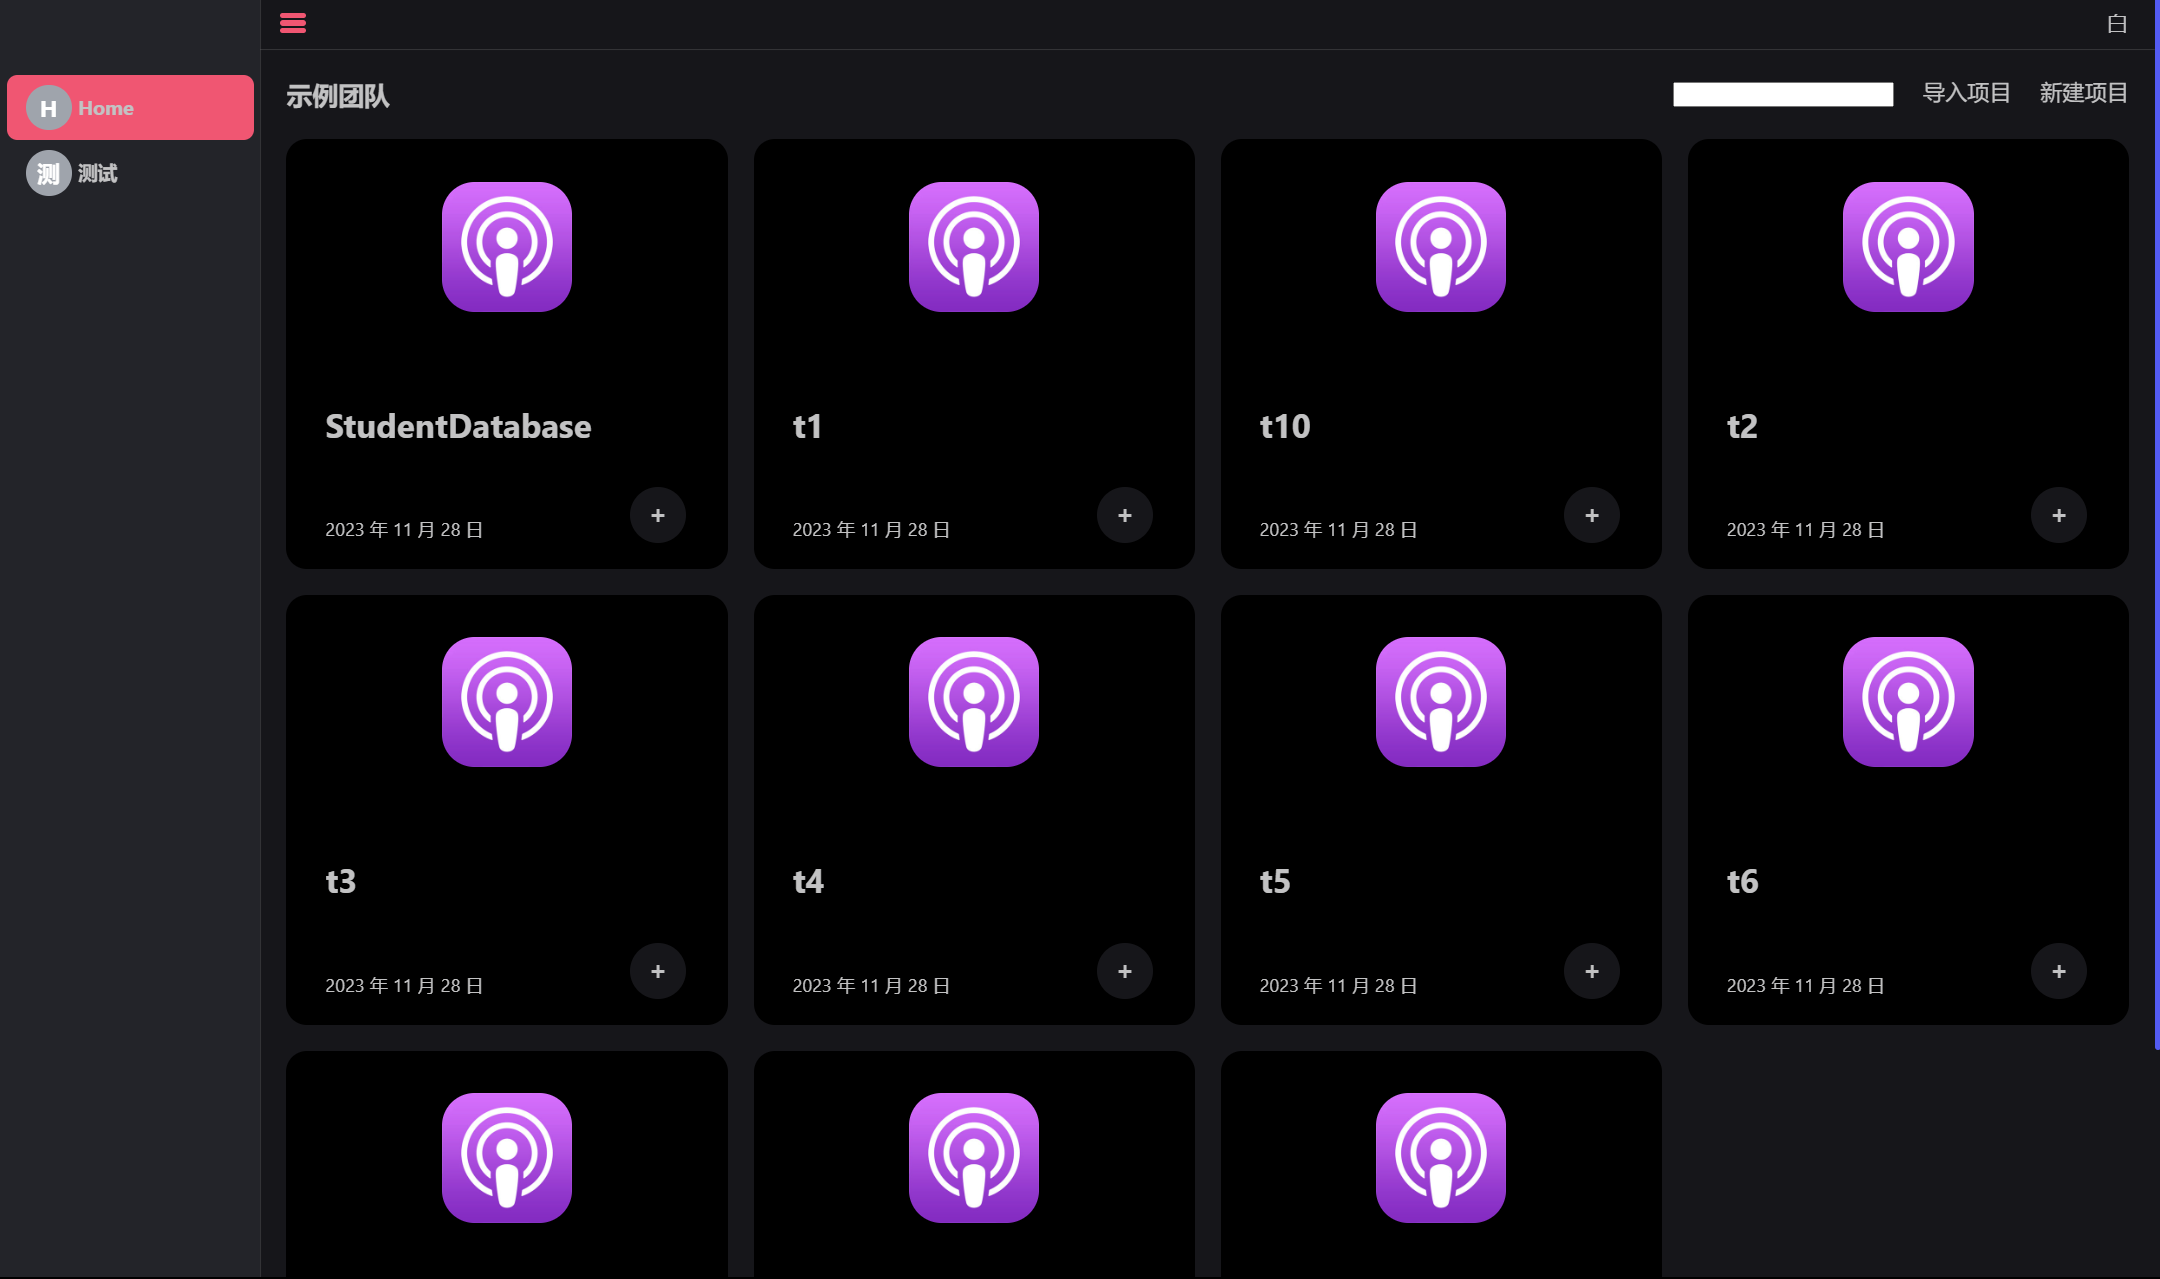 白
H Home
测 测试
示例团队
导入项目 新建项目
StudentDatabase
2023 年 11 月 28 日
+
t1
2023 年 11 月 28 日
+
t10
2023 年 11 月 28 日
+
t2
2023 年 11 月 28 日
+
t3
2023 年 11 月 28 日
+
t4
2023 年 11 月 28 日
+
t5
2023 年 11 月 28 日
+
t6
2023 年 11 月 28 日
+